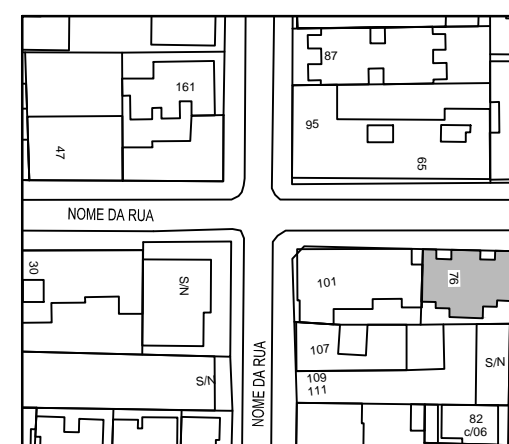 87
161
95
47
65
NOME DA RUA
30
S/N
101
76
107
NOME DA RUA
S/N
S/N
109
111
82
c/06